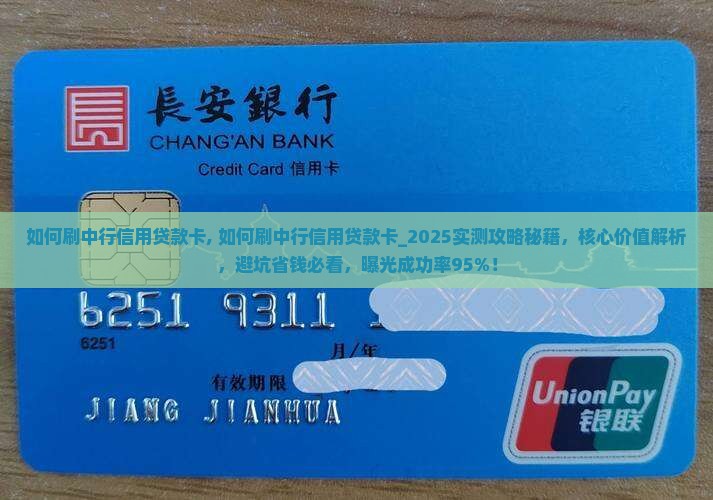 長安銀行
CHANG'AN BANK
Credit Card 信用卡
如何刷中行信用贷款卡, 如何刷中行信用贷款卡_2025实测攻略秘籍，核心价值解析
，避坑省钱必看，曝光成功率95%！
6251 9311 1
6251
月/年
有效期限
JIANG JIANHUA
UnionPay
银联